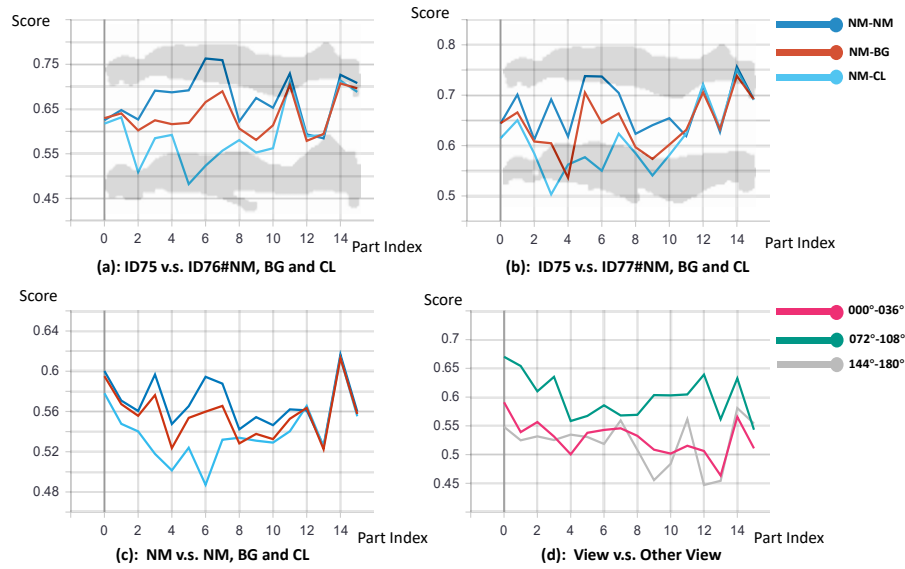 Score
0.75
0.65
0.55
0.45
0 2 4 6 8 10 12 14
Part Index
(a): ID75 v.s. ID76#NM, BG and CL
Score
0.8
0.7
0.6
0.5
0 2 4 6 8 10 12 14
Part Index
(b): ID75 v.s. ID77#NM, BG and CL
NM-NM
NM-BG
NM-CL
Score
0.64
0.6
0.56
0.52
0.48
0 2 4 6 8 10 12 14
Part Index
(c): NM v.s. NM, BG and CL
Score
0.7
0.65
0.6
0.55
0.5
0.45
0 2 4 6 8 10 12 14
Part Index
(d): View v.s. Other View
000°-036°
072°-108°
144°-180°